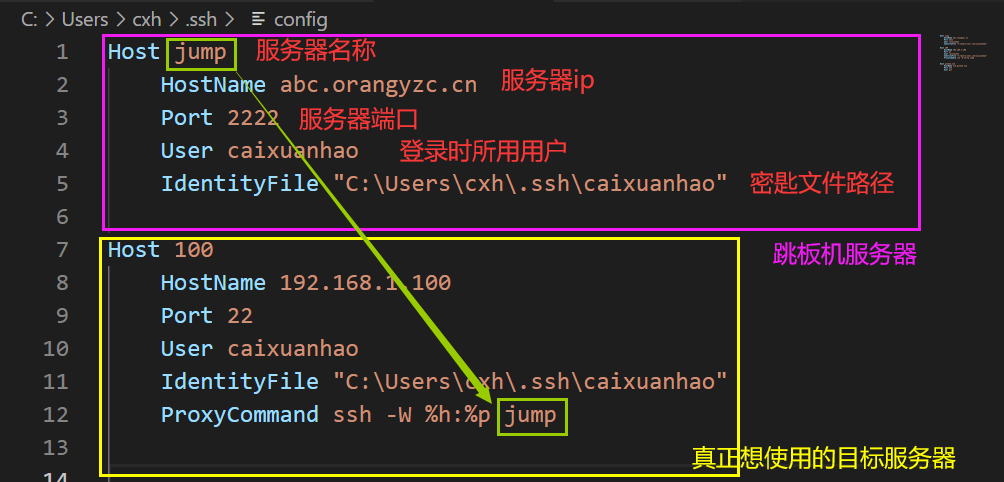 C: > Users > cxh > .ssh > config
1 Host jump 服务器名称
2 HostName abc.orangyzc.cn 服务器ip
3 Port 2222 服务器端口
4 User caixuanhao 登录时所用用户
5 IdentityFile "C:\Users\cxh\.ssh\caixuanhao" 密匙文件路径
6
7 Host 100 跳板机服务器
8 HostName 192.168.1.100
9 Port 22
10 User caixuanhao
11 IdentityFile "C:\Users\cxh\.ssh\caixuanhao"
12 ProxyCommand ssh -W %h:%p jump
13 真正想使用的目标服务器
14